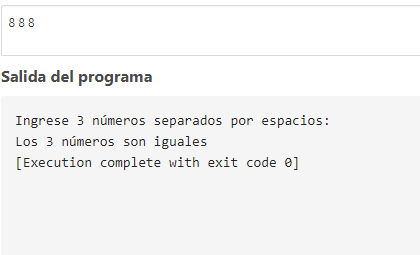 8 8 8
Salida del programa
Ingrese 3 números separados por espacios:
Los 3 números son iguales
[Execution complete with exit code 0]